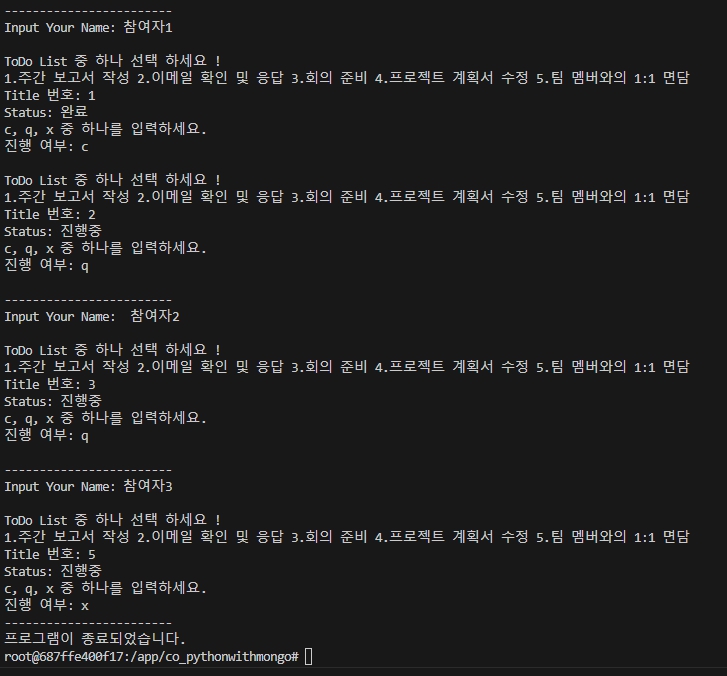 ------------------------
Input Your Name: 참여자1
ToDo List 중 하나 선택 하세요 !
1.주간 보고서 작성 2.이메일 확인 및 응답 3.회의 준비 4.프로젝트 계획서 수정 5.팀 멤버와의 1:1 면담
Title 번호: 1
Status: 완료
c, q, x 중 하나를 입력하세요.
진행 여부: c
ToDo List 중 하나 선택 하세요 !
1.주간 보고서 작성 2.이메일 확인 및 응답 3.회의 준비 4.프로젝트 계획서 수정 5.팀 멤버와의 1:1 면담
Title 번호: 2
Status: 진행중
c, q, x 중 하나를 입력하세요.
진행 여부: q
------------------------
Input Your Name:  참여자2
ToDo List 중 하나 선택 하세요 !
1.주간 보고서 작성 2.이메일 확인 및 응답 3.회의 준비 4.프로젝트 계획서 수정 5.팀 멤버와의 1:1 면담
Title 번호: 3
Status: 진행중
c, q, x 중 하나를 입력하세요.
진행 여부: q
------------------------
Input Your Name: 참여자3
ToDo List 중 하나 선택 하세요 !
1.주간 보고서 작성 2.이메일 확인 및 응답 3.회의 준비 4.프로젝트 계획서 수정 5.팀 멤버와의 1:1 면담
Title 번호: 5
Status: 진행중
c, q, x 중 하나를 입력하세요.
진행 여부: x
------------------------
프로그램이 종료되었습니다.
root@687ffe400f17:/app/co_pythonwithmongo#